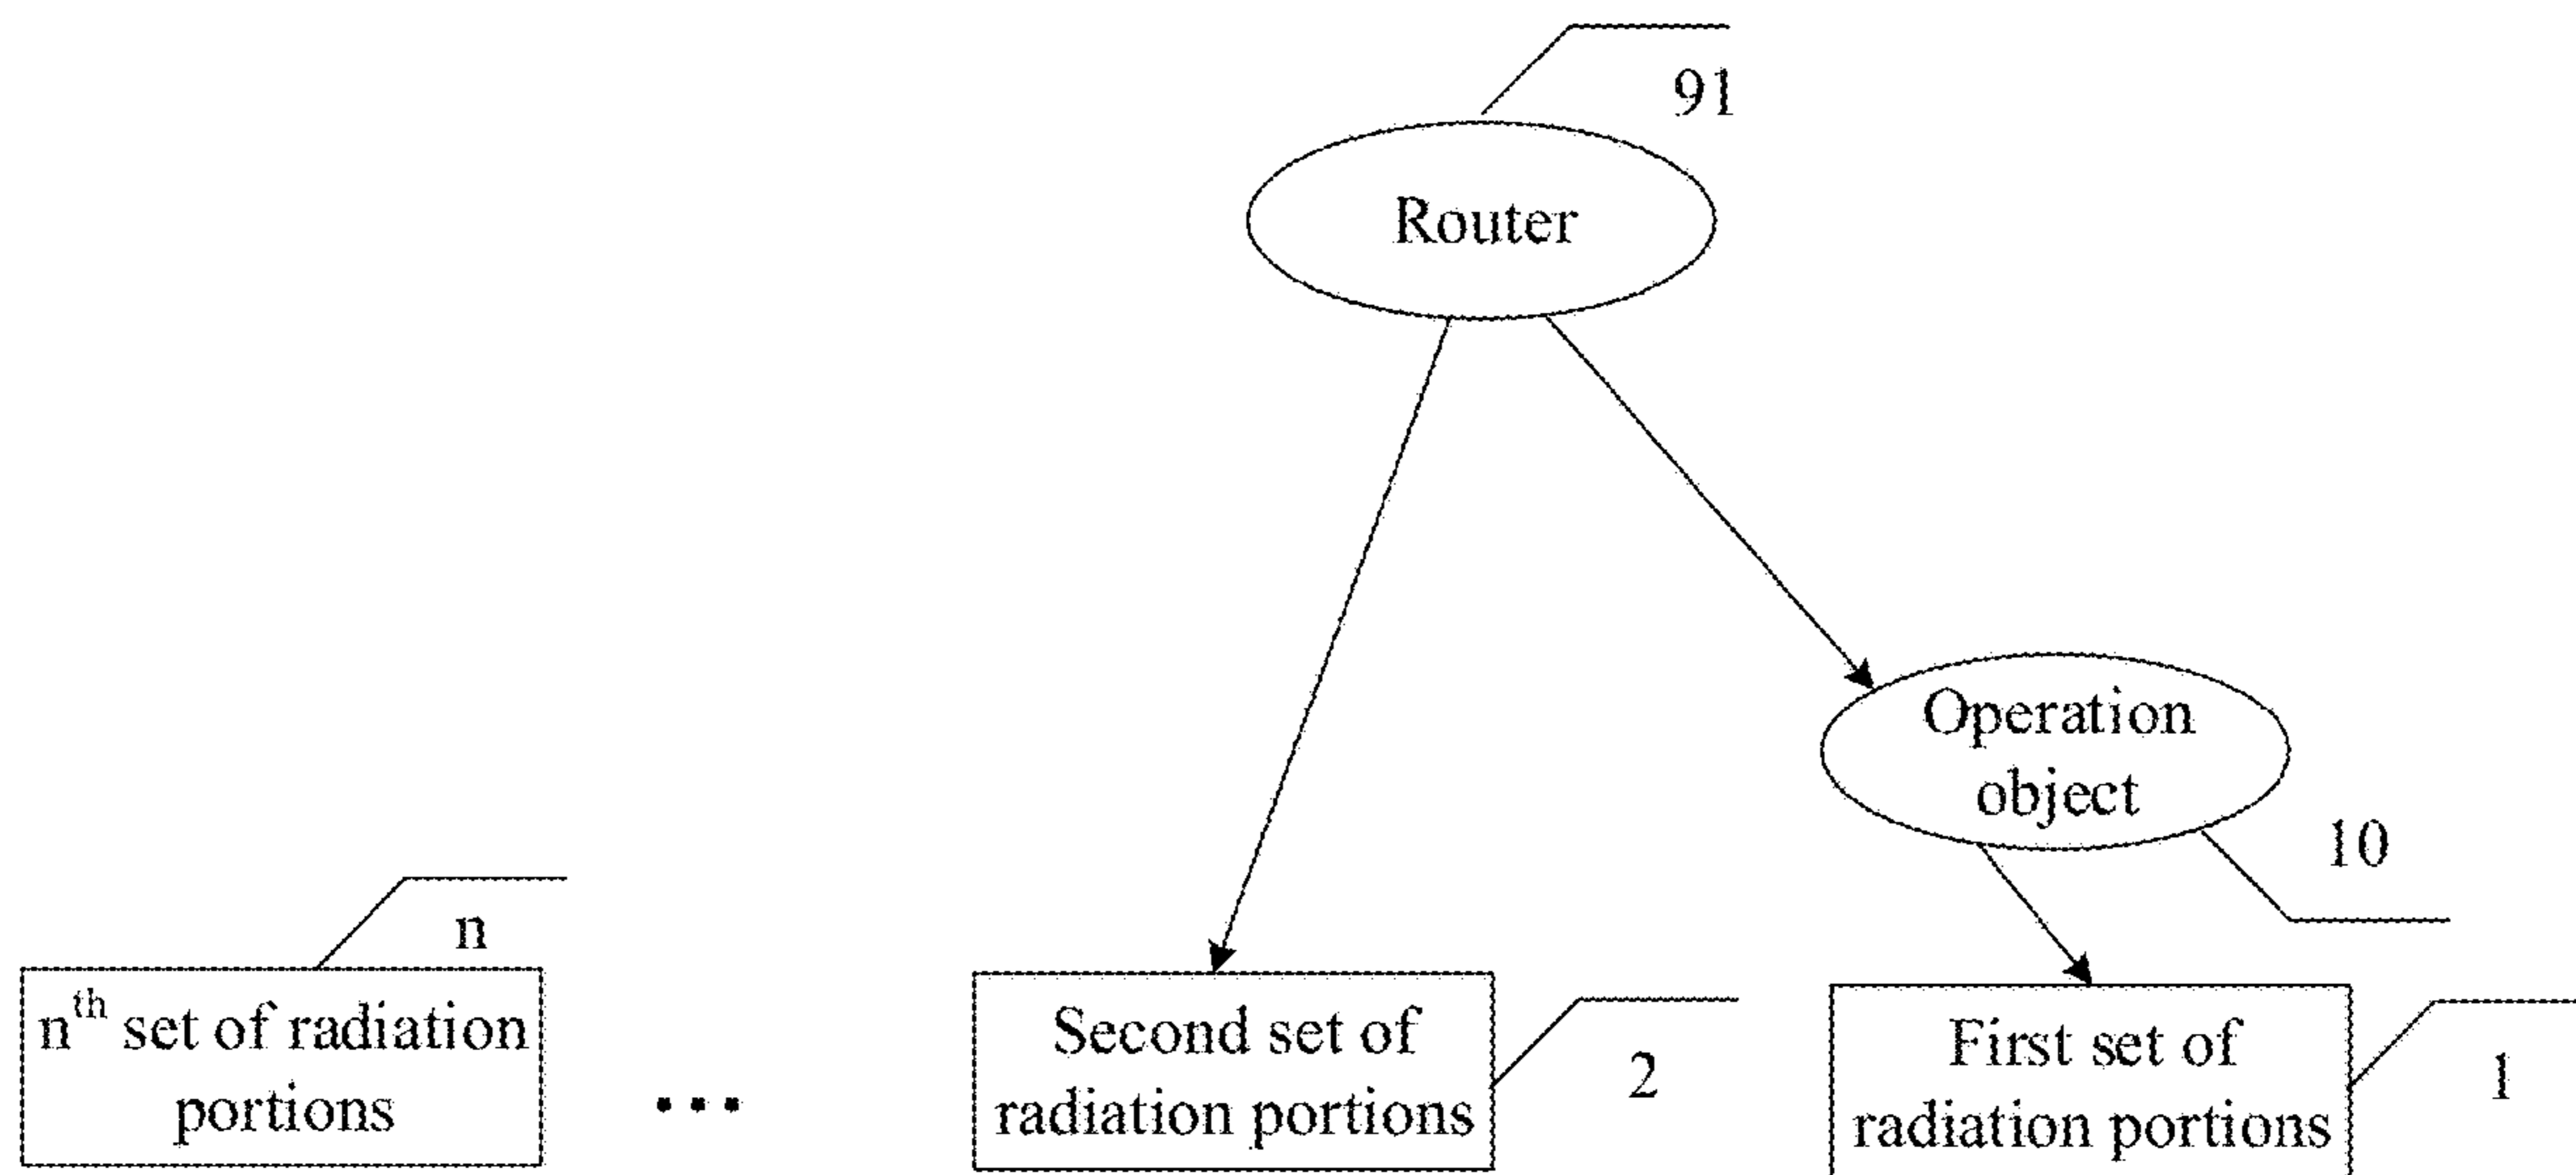 91
Router
Operation
object
10
n
nth set of radiation
portions
...
Second set of
radiation portions
2
First set of
radiation portions
1